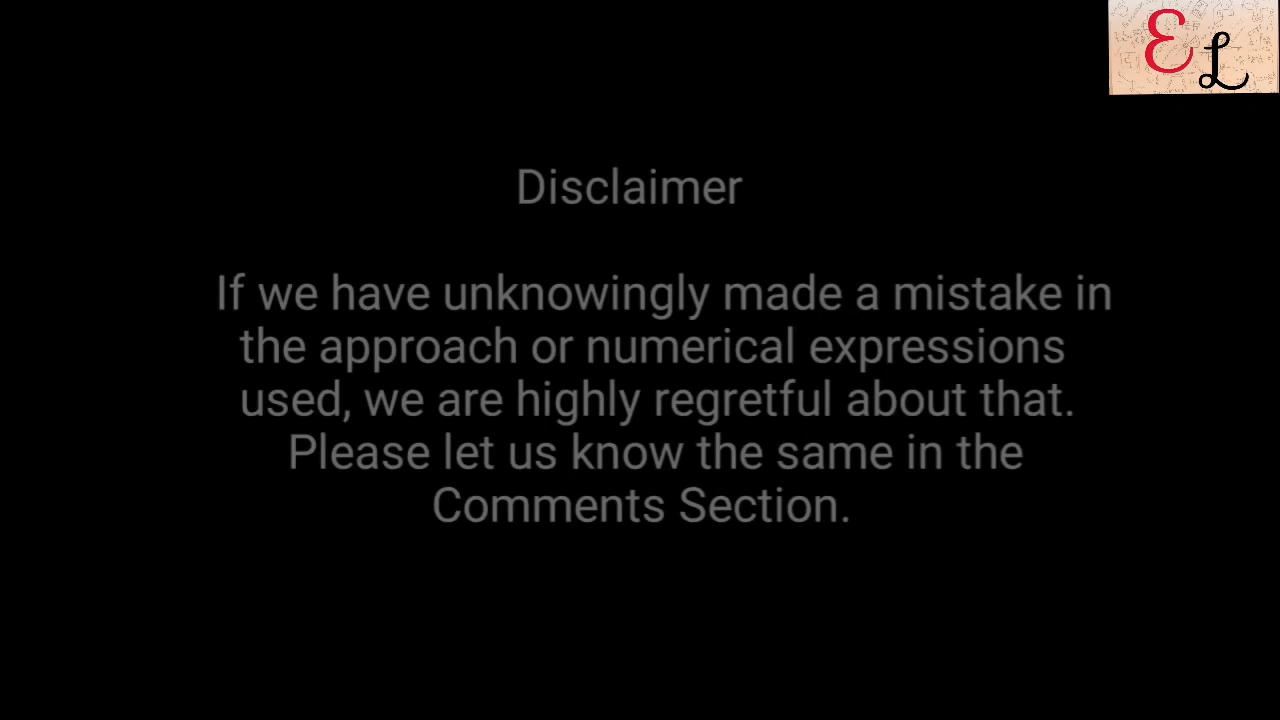 EL
Disclaimer
If we have unknowingly made a mistake in
the approach or numerical expressions
used, we are highly regretful about that.
Please let us know the same in the
Comments Section.